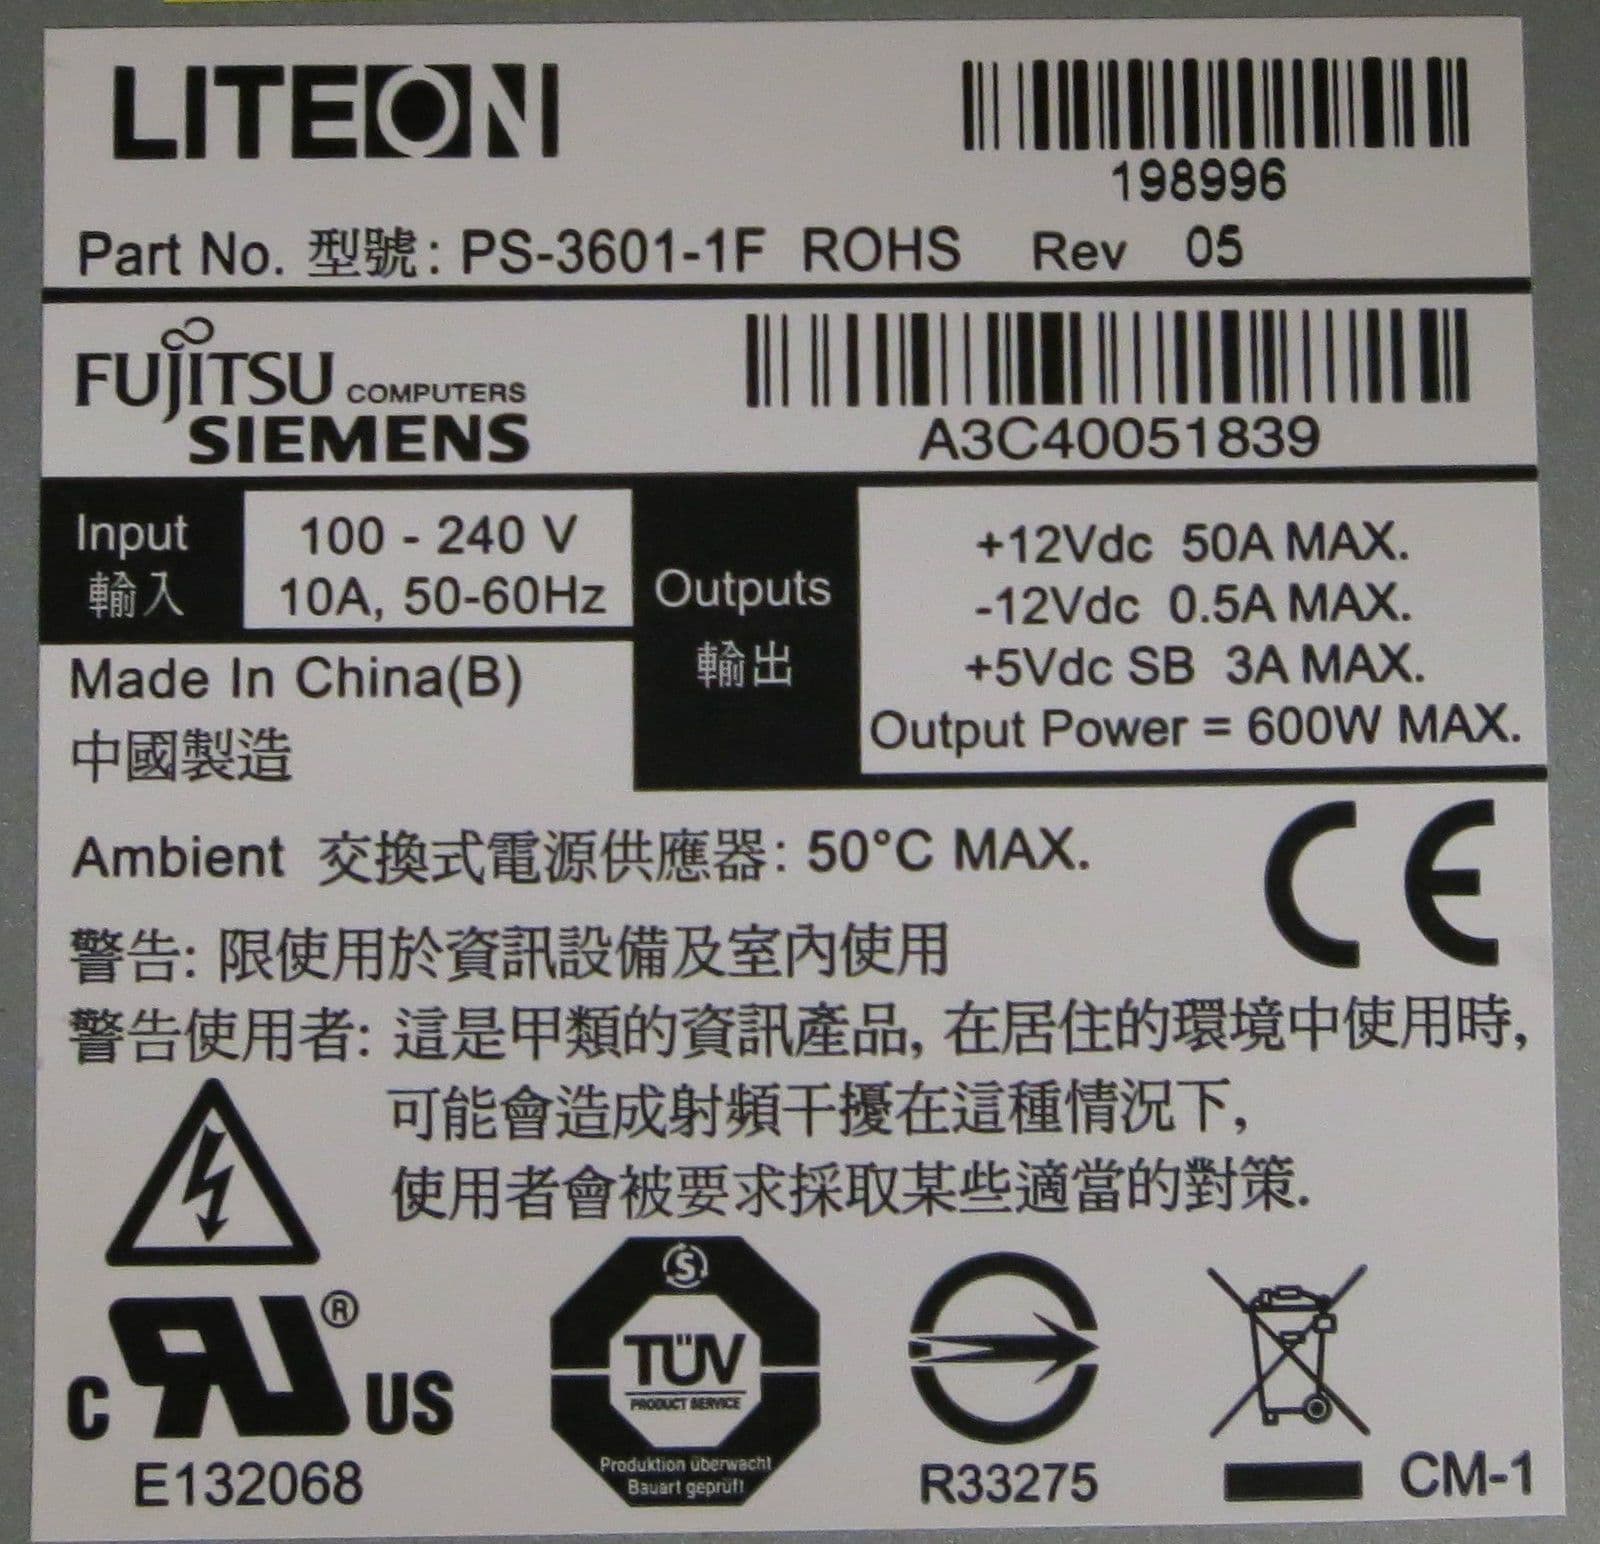 LITEON
198996
Part No. 型號: PS-3601-1F ROHS Rev 05
FUJITSU COMPUTERS
SIEMENS
A3C40051839
Input
輸入
100 - 240 V
10A, 50-60Hz
Outputs
輸出
+12Vdc 50A MAX.
-12Vdc 0.5A MAX.
+5Vdc SB 3A MAX.
Output Power = 600W MAX.
Made In China(B)
中國製造
Ambient 交換式電源供應器: 50°C MAX.
CE
警告: 限使用於資訊設備及室內使用
警告使用者: 這是甲類的資訊產品, 在居住的環境中使用時,
可能會造成射頻干擾在這種情況下,
使用者會被要求採取某些適當的對策.
C RU® US
E132068
S
TÜV
PRODUCT SERVICE
Produktion überwacht
Bauart geprüft
R33275
CM-1